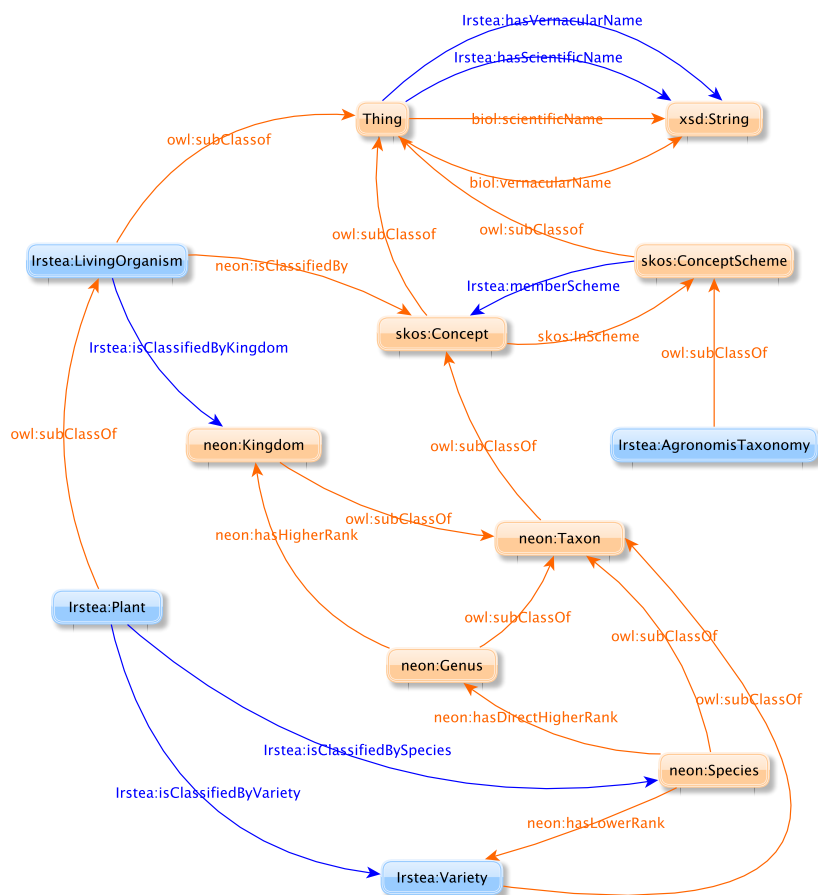 Irstea:hasVernacularName
Irstea:hasScientificName
Thing
biol:scientificName
xsd:String
owl:subClassof
biol:vernacularName
owl:subClassof
owl:subClassof
Irstea:LivingOrganism
neon:isClassifiedBy
skos:ConceptScheme
Irstea:memberScheme
skos:Concept
skos:InScheme
Irstea:isClassifiedByKingdom
owl:subClassOf
owl:subClassOf
neon:Kingdom
owl:subClassOf
Irstea:AgronomisTaxonomy
owl:subClassOf
neon:hasHigherRank
neon:Taxon
Irstea:Plant
owl:subClassOf
owl:subClassOf
neon:Genus
owl:subClassOf
neon:hasDirectHigherRank
Irstea:isClassifiedBySpecies
neon:Species
Irstea:isClassifiedByVariety
neon:hasLowerRank
Irstea:Variety